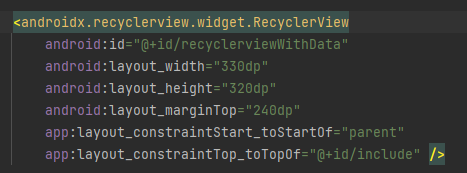 <androidx.recyclerview.widget.RecyclerView
android:id="@+id/recyclerviewWithData"
android:layout_width="330dp"
android:layout_height="320dp"
android:layout_marginTop="240dp"
app:layout_constraintStart_toStartOf="parent"
app:layout_constraintTop_toTopOf="@+id/include" />